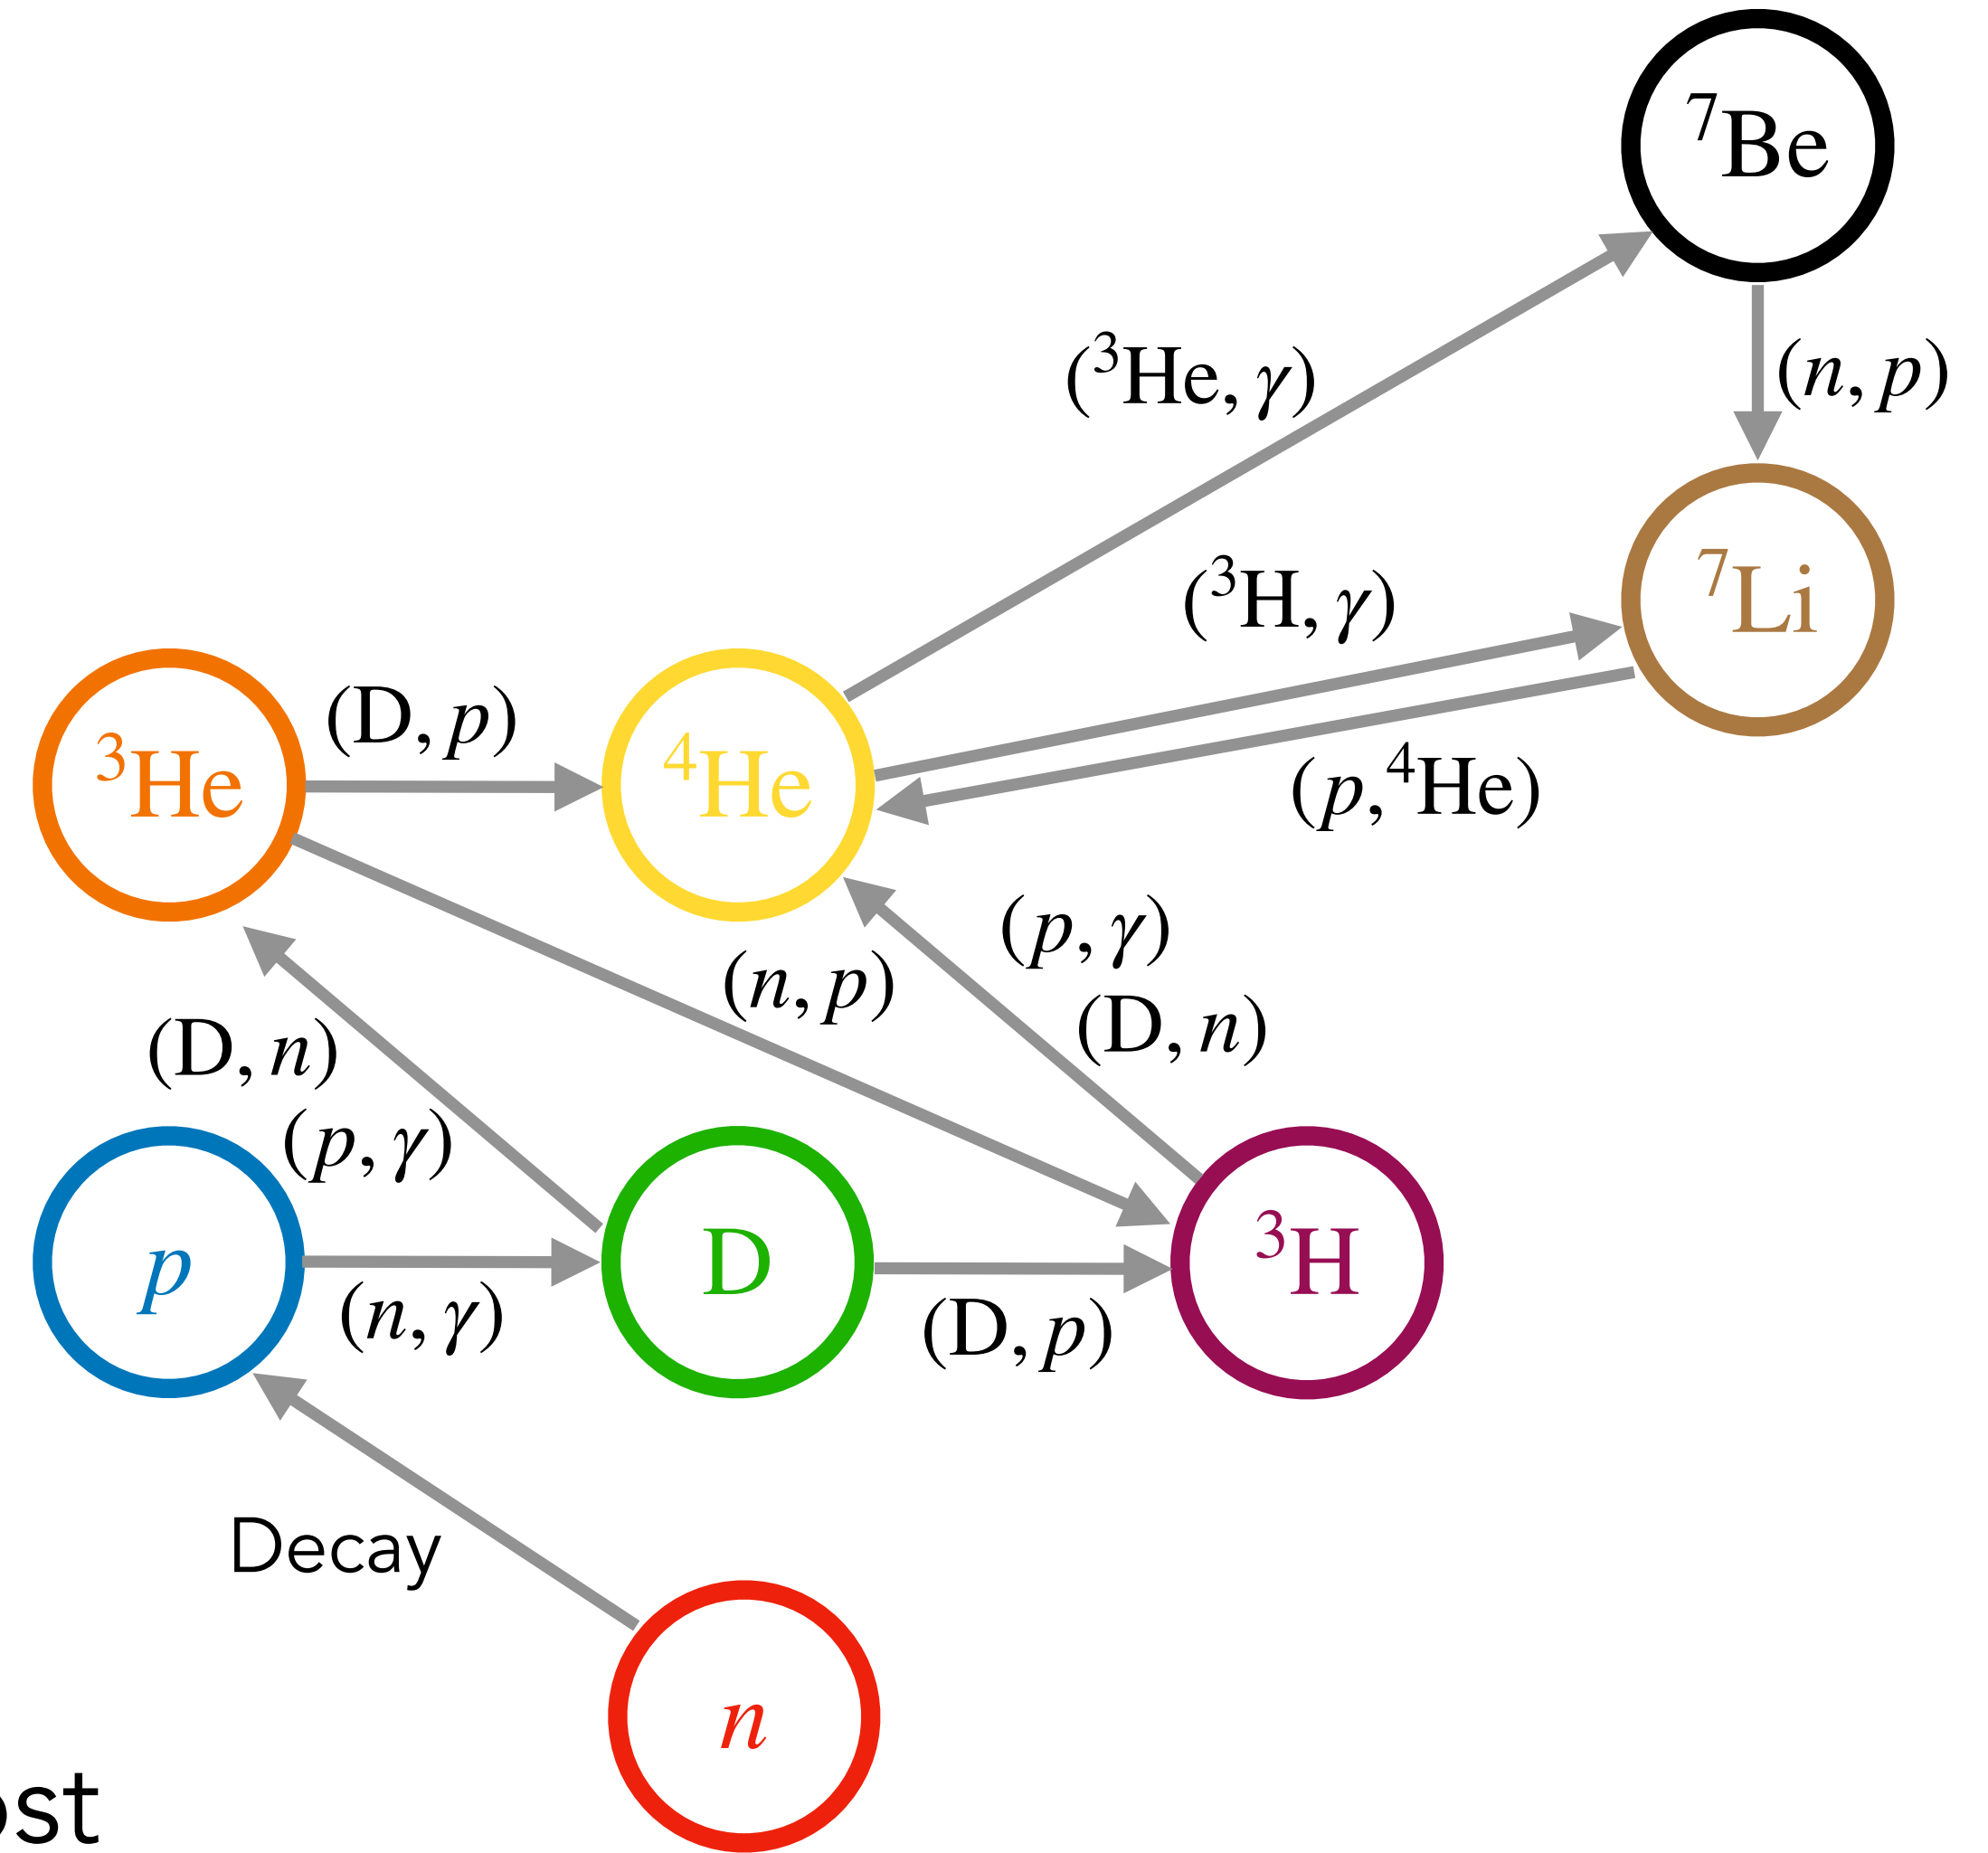 ⁷Be
(³He, γ)
(n, p)
(³H, γ)
⁷Li
(D, p)
³He
⁴He
(p,⁴He)
(p, γ)
(n, p)
(D, n)
(D, n)
(p, γ)
p
D
³H
(n, γ)
(D,p)
Decay
n